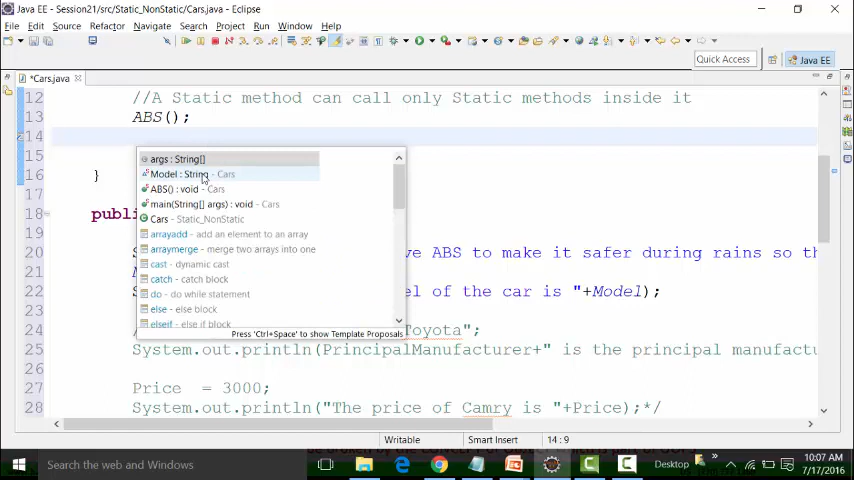 Java EE - Session21/src/Static_NonStatic/Cars.java - Eclipse
File Edit Source Refactor Navigate Search Project Run Window Help
Quick Access
Java EE
*Cars.java
12 //A Static method can call only Static methods inside it
13 ABS();
14
15
16 }
17
18 pub
19
20 S ve ABS to make it safer during rains so th
21
22 S el of the car is "+Model);
23
24 / Toyota";
25 System.out.println(PrincipalManufacturer+" is the principal manufactu
26
27 Price = 3000;
28 System.out.println("The price of Camry is "+Price);*/
args : String[]
Model : String - Cars
ABS() : void - Cars
main(String[] args) : void - Cars
Cars - Static_NonStatic
arrayadd - add an element to an array
arraymerge - merge two arrays into one
cast - dynamic cast
catch - catch block
do - do while statement
else - else block
elseif - else if block
Press 'Ctrl+Space' to show Template Proposals
Writable Smart Insert 14 : 9
Search the web and Windows
Desktop
10:07 AM
7/17/2016